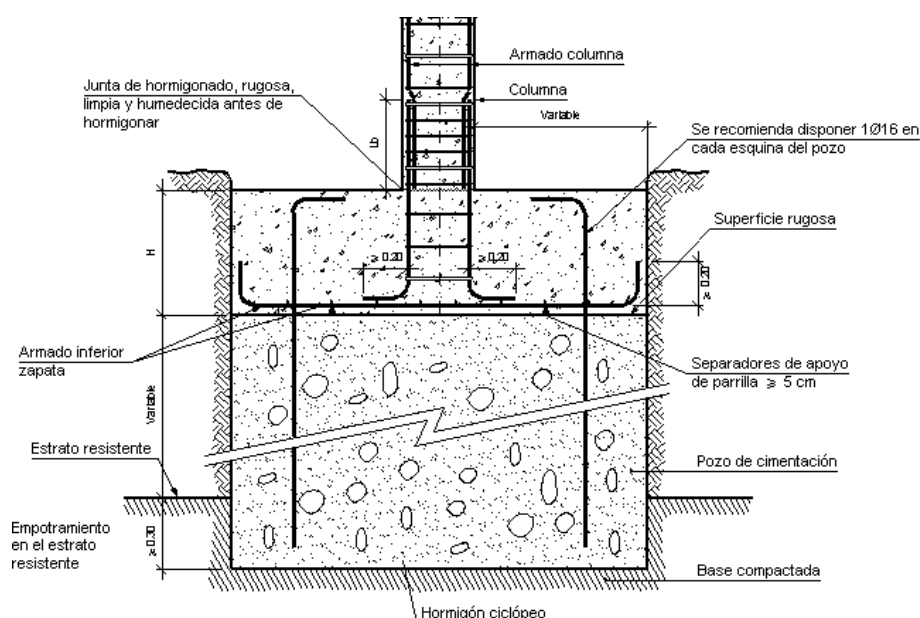 Armado columna
Junta de hormigonado, rugosa,
limpia y humedecida antes de
hormigonar
Columna
Variable
Lb
Se recomienda disponer 1Ø16 en
cada esquina del pozo
Superficie rugosa
H
≥ 0,20
≥ 0,20
≥ 0,20
Armado inferior
zapata
Separadores de apoyo
de parrilla ≥ 5 cm
Variable
Estrato resistente
Pozo de cimentación
Empotramiento
en el estrato
resistente
≥ 0,30
Base compactada
Hormigón ciclópeo